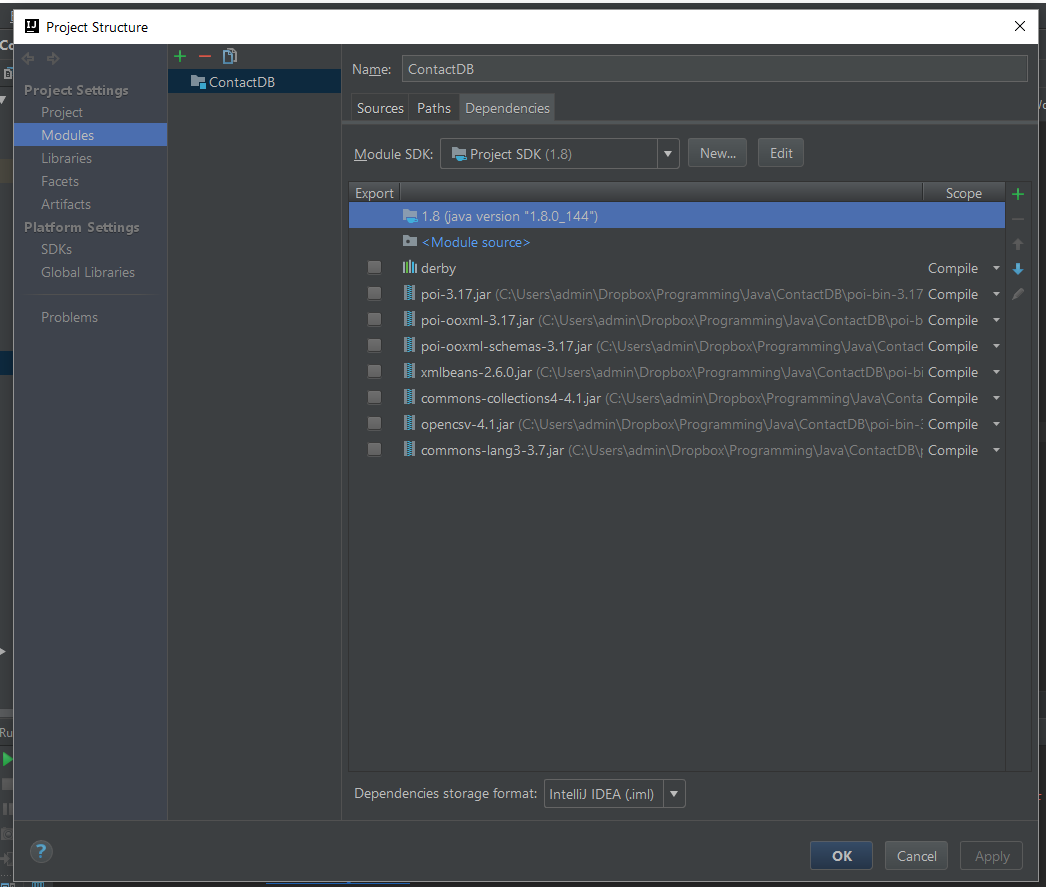 Project Structure
Name: ContactDB
ContactDB
Project Settings
Project
Modules
Libraries
Facets
Artifacts
Platform Settings
SDKs
Global Libraries
Problems
Sources Paths Dependencies
Module SDK: Project SDK (1.8) New... Edit
Export Scope
1.8 (java version "1.8.0_144")
<Module source>
derby Compile
poi-3.17.jar (C:\Users\admin\Dropbox\Programming\Java\ContactDB\poi-bin-3.17 Compile
poi-ooxml-3.17.jar (C:\Users\admin\Dropbox\Programming\Java\ContactDB\poi-b Compile
poi-ooxml-schemas-3.17.jar (C:\Users\admin\Dropbox\Programming\Java\Contact Compile
xmlbeans-2.6.0.jar (C:\Users\admin\Dropbox\Programming\Java\ContactDB\poi-bi Compile
commons-collections4-4.1.jar (C:\Users\admin\Dropbox\Programming\Java\Conta Compile
opencsv-4.1.jar (C:\Users\admin\Dropbox\Programming\Java\ContactDB\poi-bin-3 Compile
commons-lang3-3.7.jar (C:\Users\admin\Dropbox\Programming\Java\ContactDB\p Compile
Dependencies storage format: IntelliJ IDEA (.iml)
? OK Cancel Apply
Ru